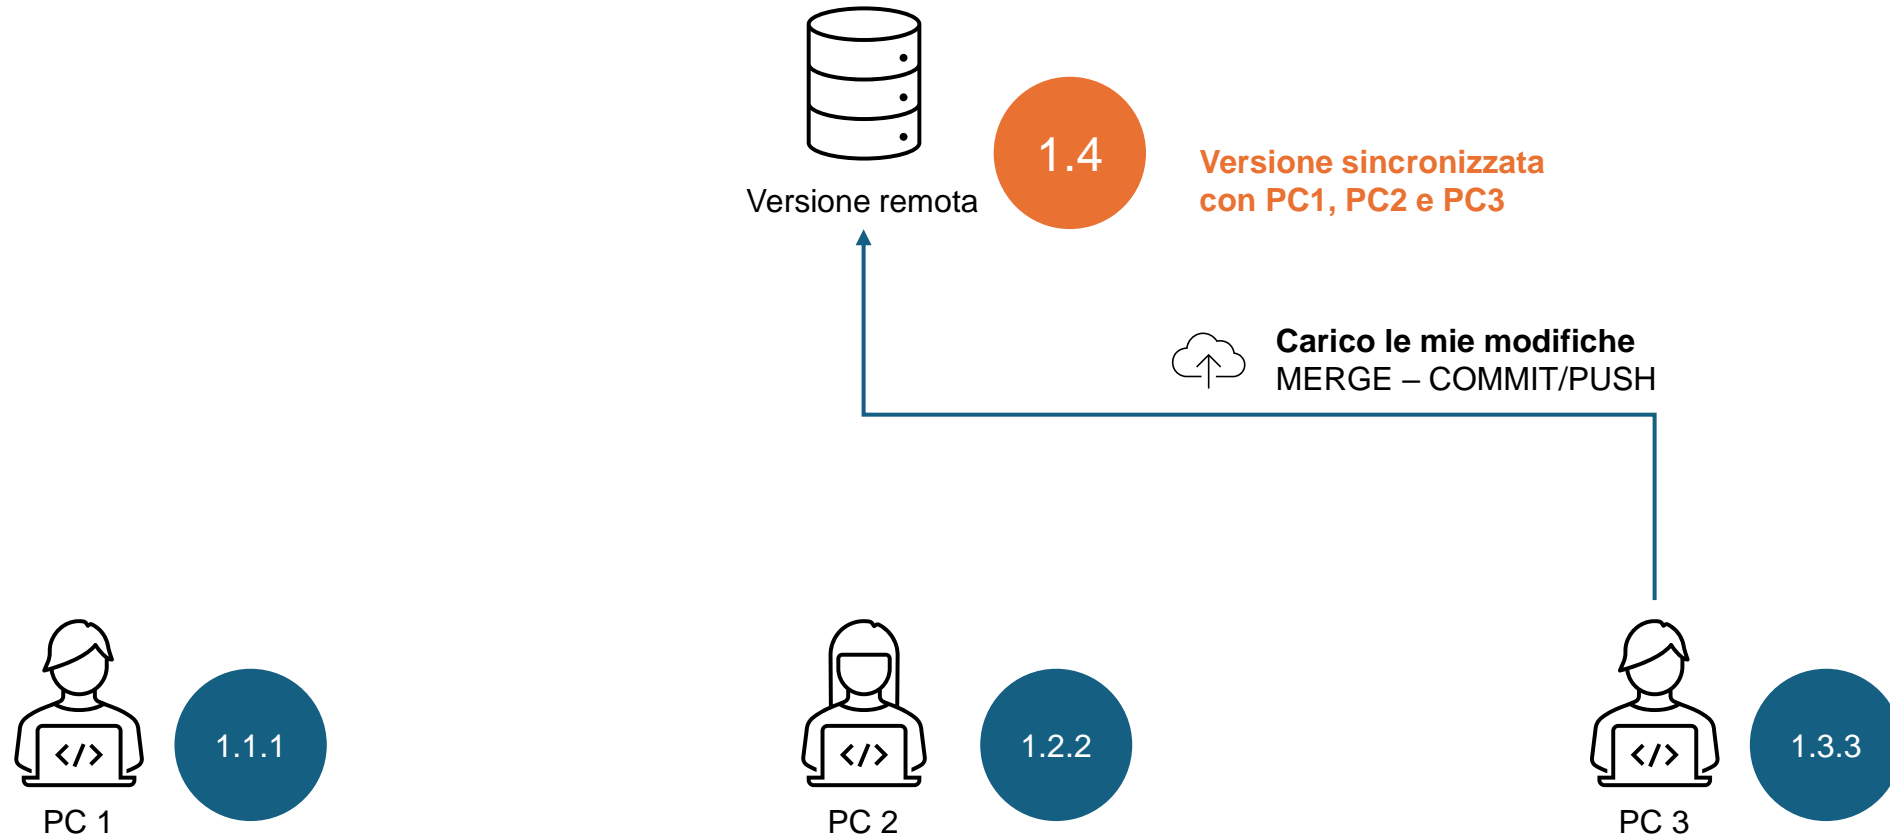 1.4
Versione sincronizzata
con PC1, PC2 e PC3
Versione remota
Carico le mie modifiche
MERGE – COMMIT/PUSH
</>
1.1.1
PC 1
</>
1.2.2
PC 2
</>
1.3.3
PC 3